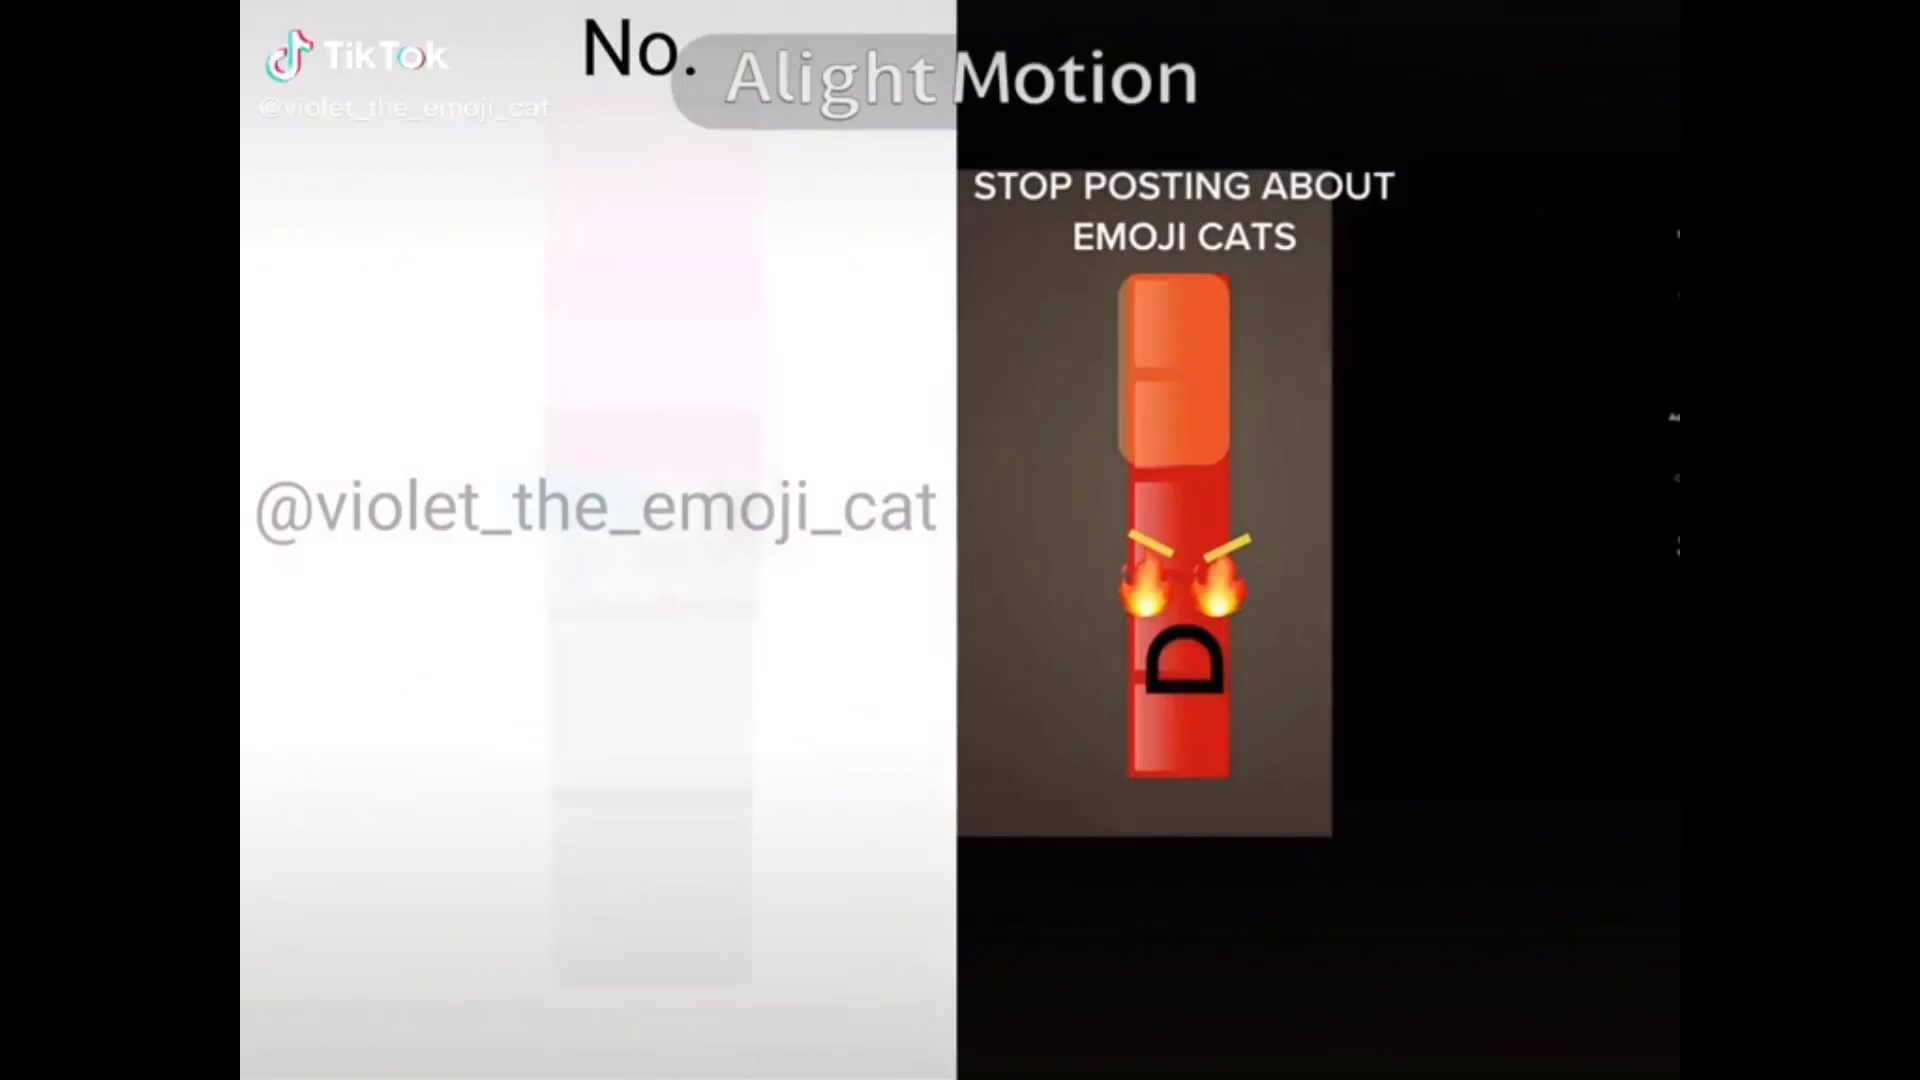 TikTok
@violet_the_emoji_cat
No.
Alight Motion
@violet_the_emoji_cat
STOP POSTING ABOUT
EMOJI CATS
D